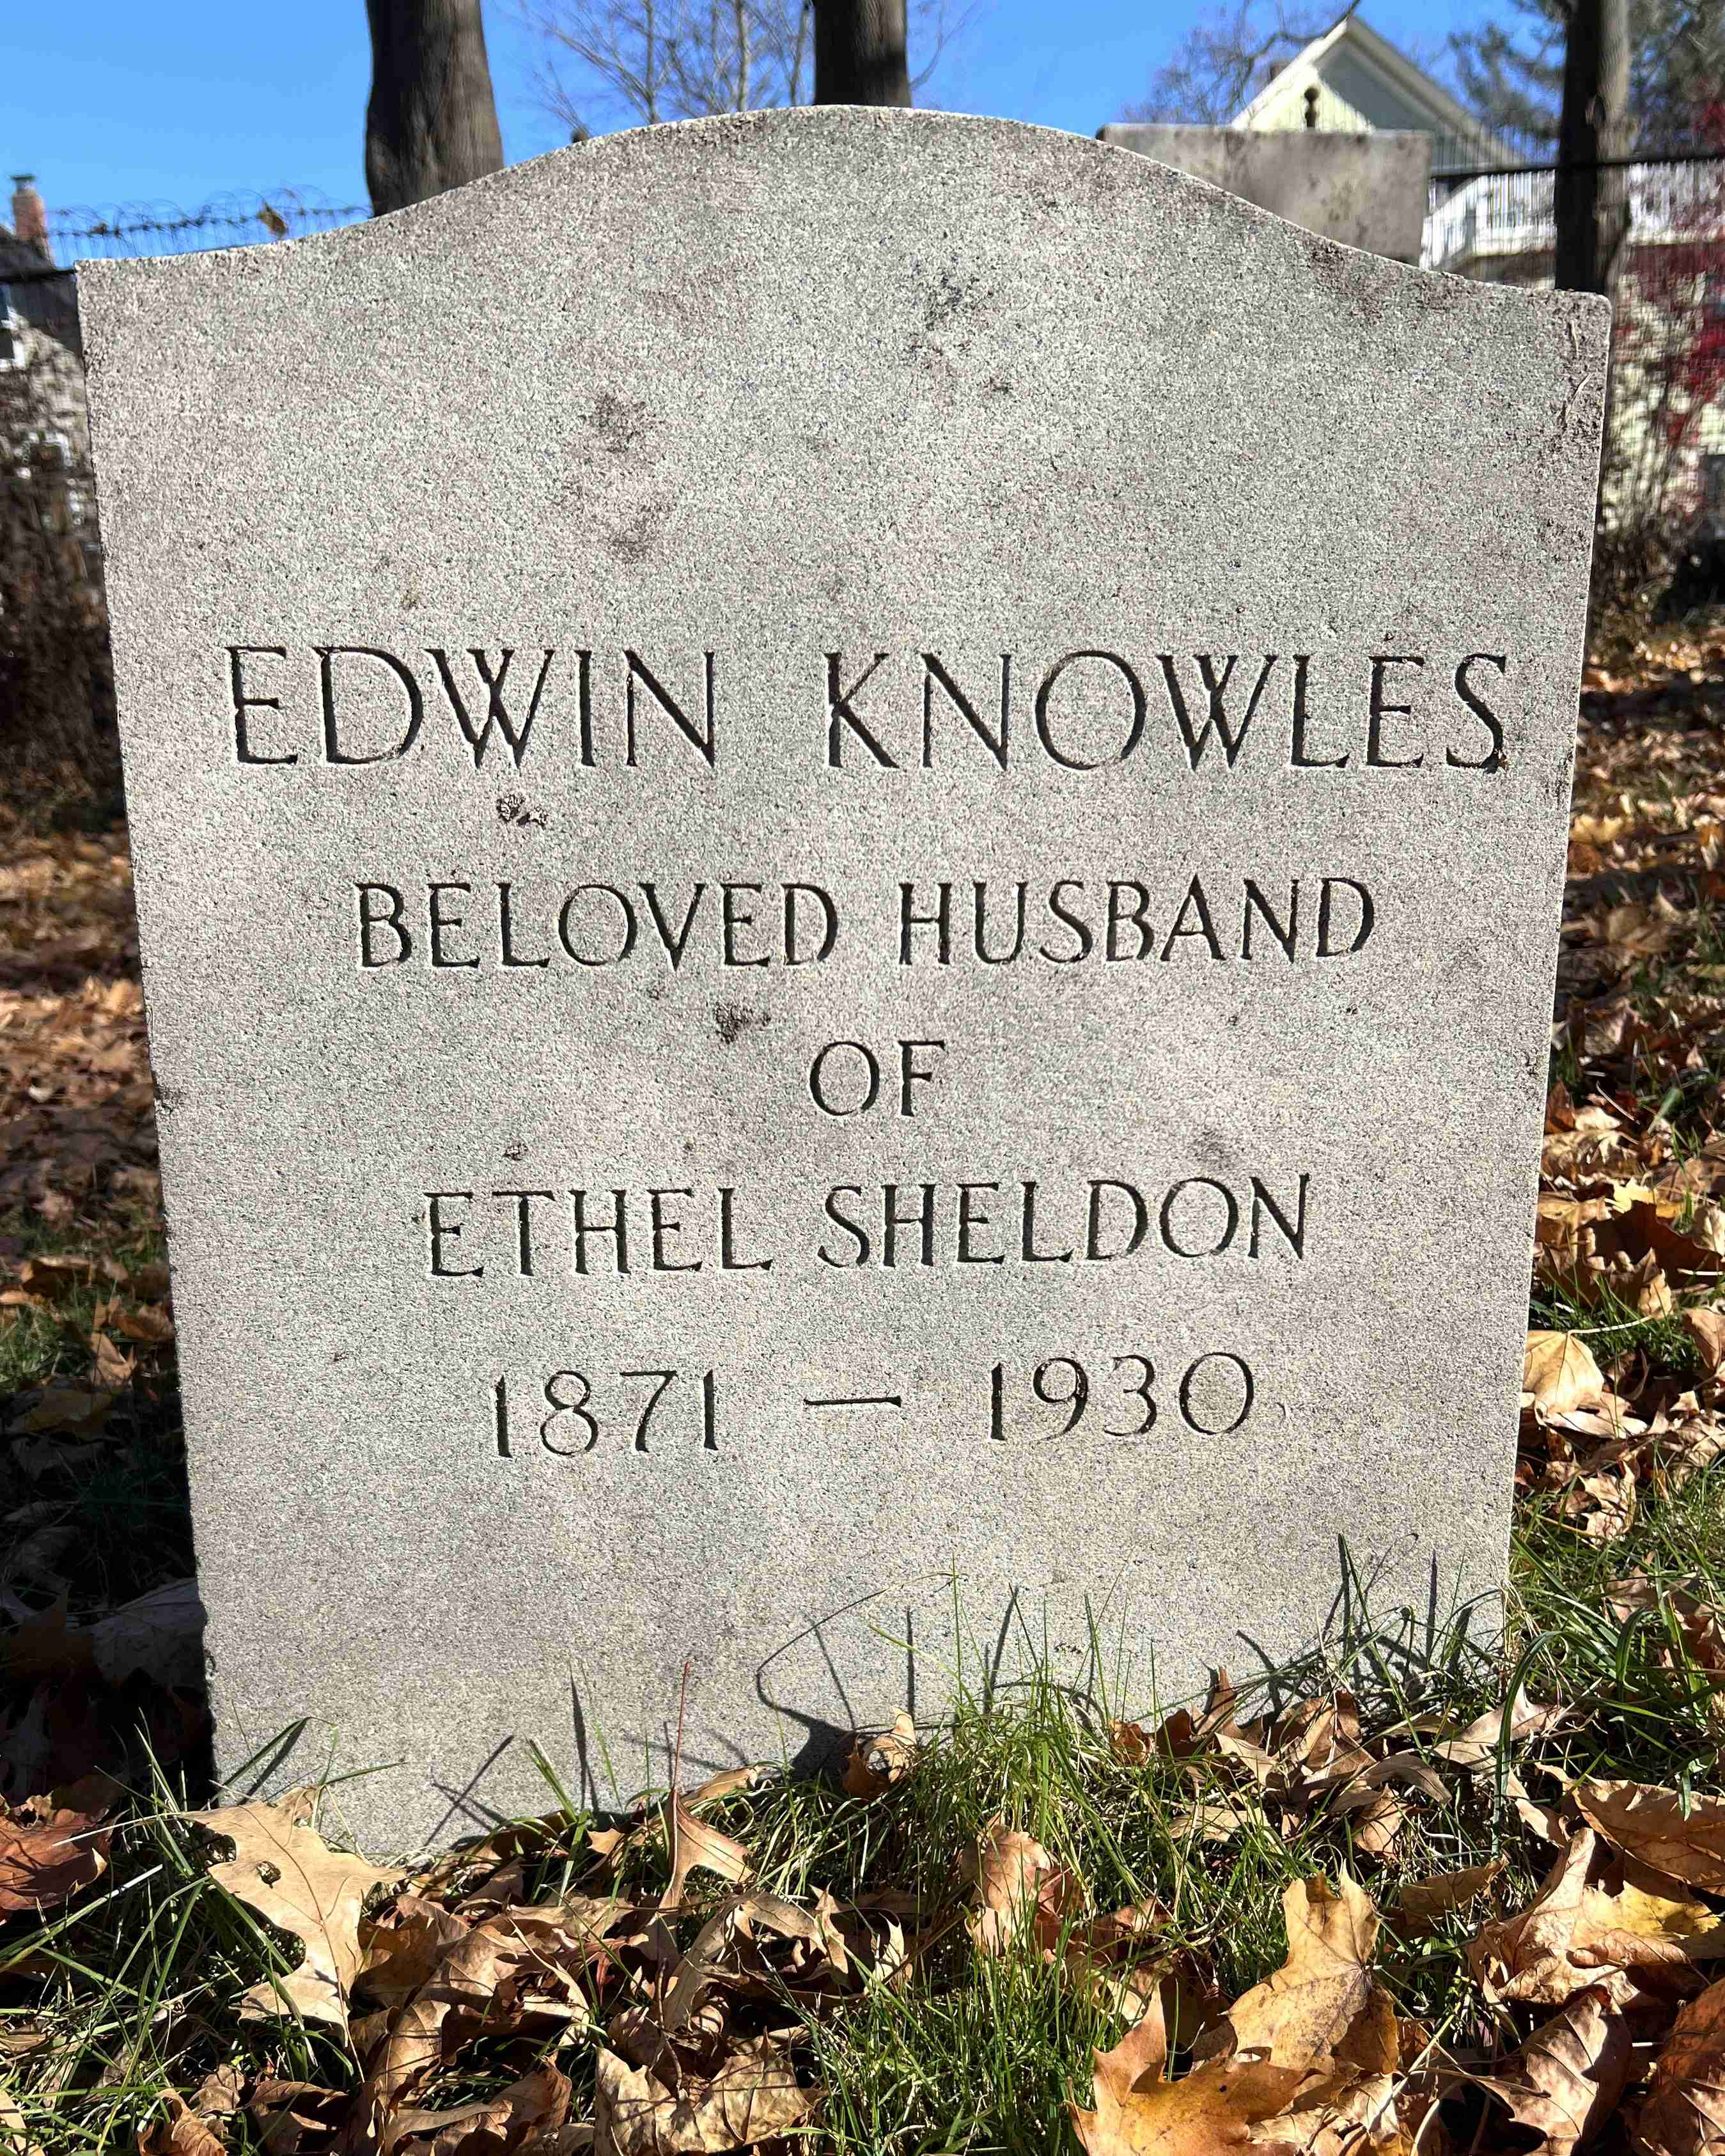 EDWIN KNOWLES
BELOVED HUSBAND
OF
ETHEL SHELDON
1871 — 1930